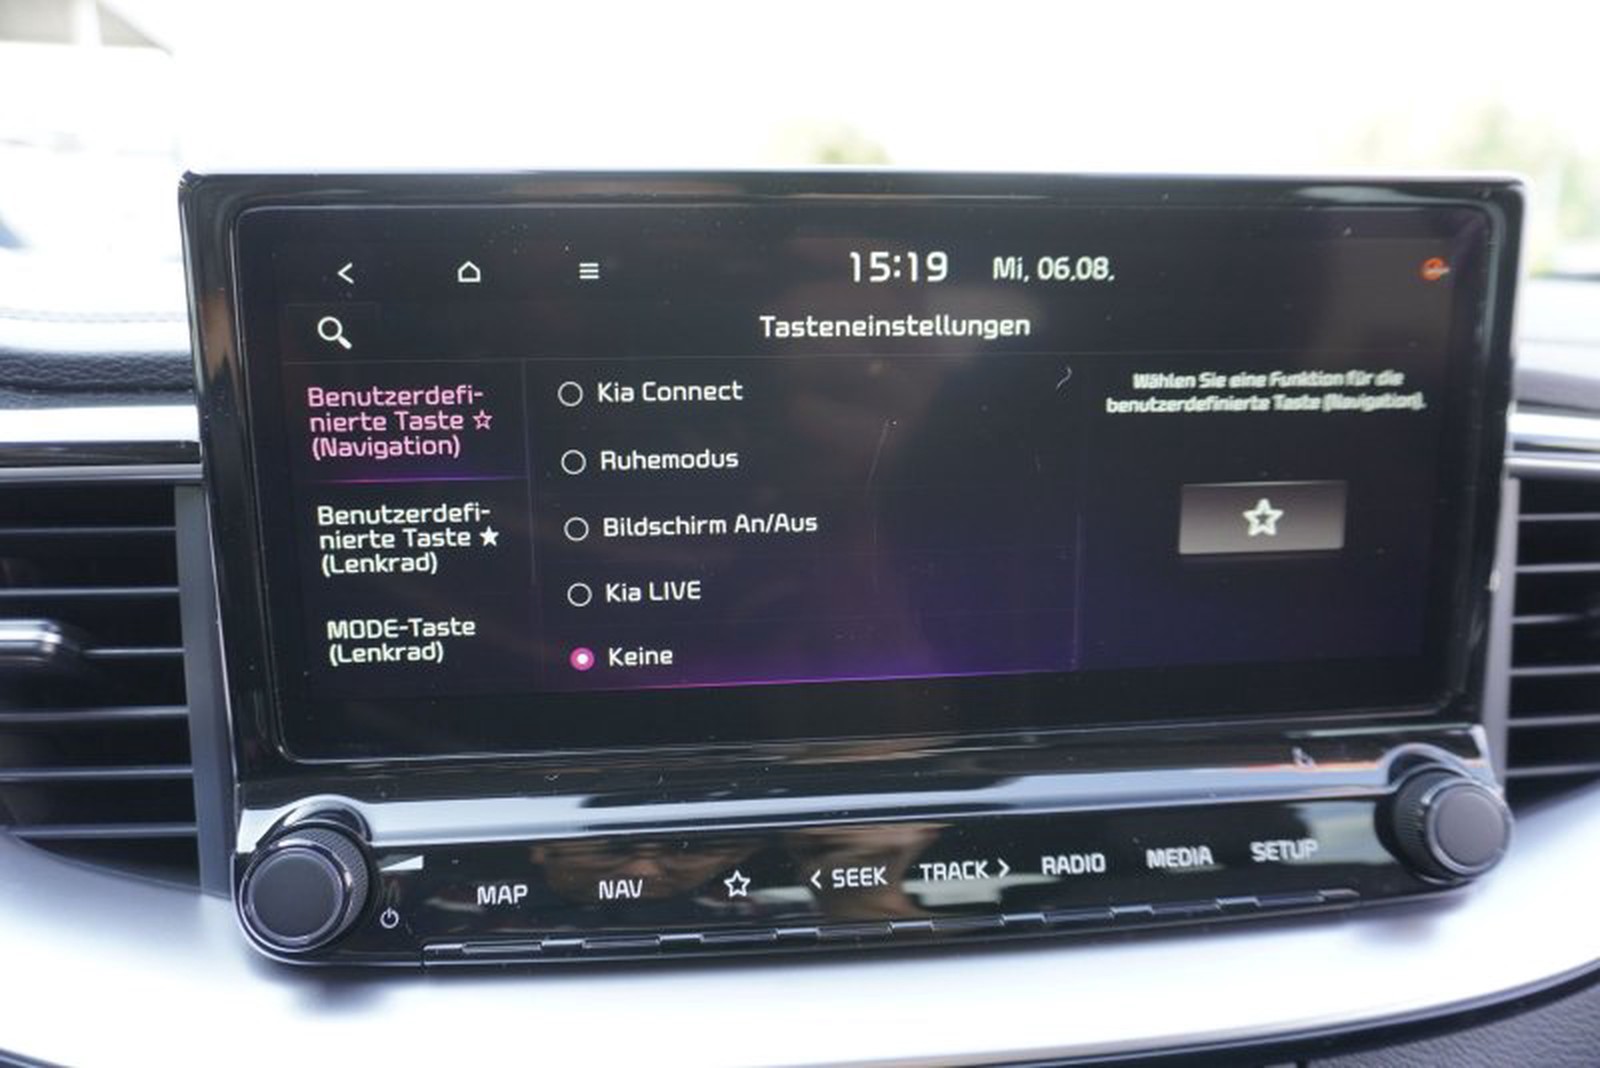 15:19 Mi, 06.08.
Tasteneinstellungen
Benutzerdefi-
nierte Taste ☆
(Navigation)
Benutzerdefi-
nierte Taste ★
(Lenkrad)
MODE-Taste
(Lenkrad)
Kia Connect
Ruhemodus
Bildschirm An/Aus
Kia LIVE
Keine
Wählen Sie eine Funktion für die
benutzerdefinierte Taste (Navigation).
MAP NAV ☆ < SEEK TRACK > RADIO MEDIA SETUP